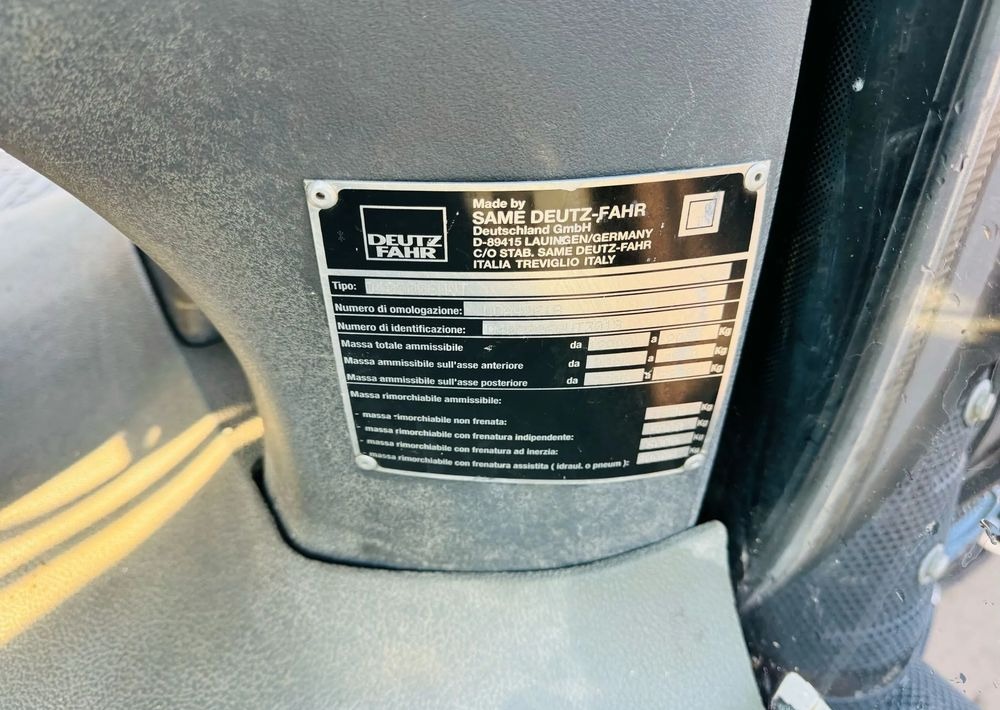 DEUTZ
FAHR
Made by
SAME DEUTZ-FAHR
Deutschland GmbH
D-89415 LAUINGEN/GERMANY
C/O STAB. SAME DEUTZ-FAHR
ITALIA TREVIGLIO ITALY
Tipo:
Numero di omologazione:
Numero di identificazione:
Massa totale ammissibile da a Kg
Massa ammissibile sull'asse anteriore da a Kg
Massa ammissibile sull'asse posteriore da a Kg
Massa rimorchiabile ammissibile:
- massa rimorchiabile non frenata: Kg
- massa rimorchiabile con frenatura indipendente: Kg
- massa rimorchiabile con frenatura ad inerzia: Kg
- massa rimorchiabile con frenatura assistita ( idraul. o pneum ): Kg